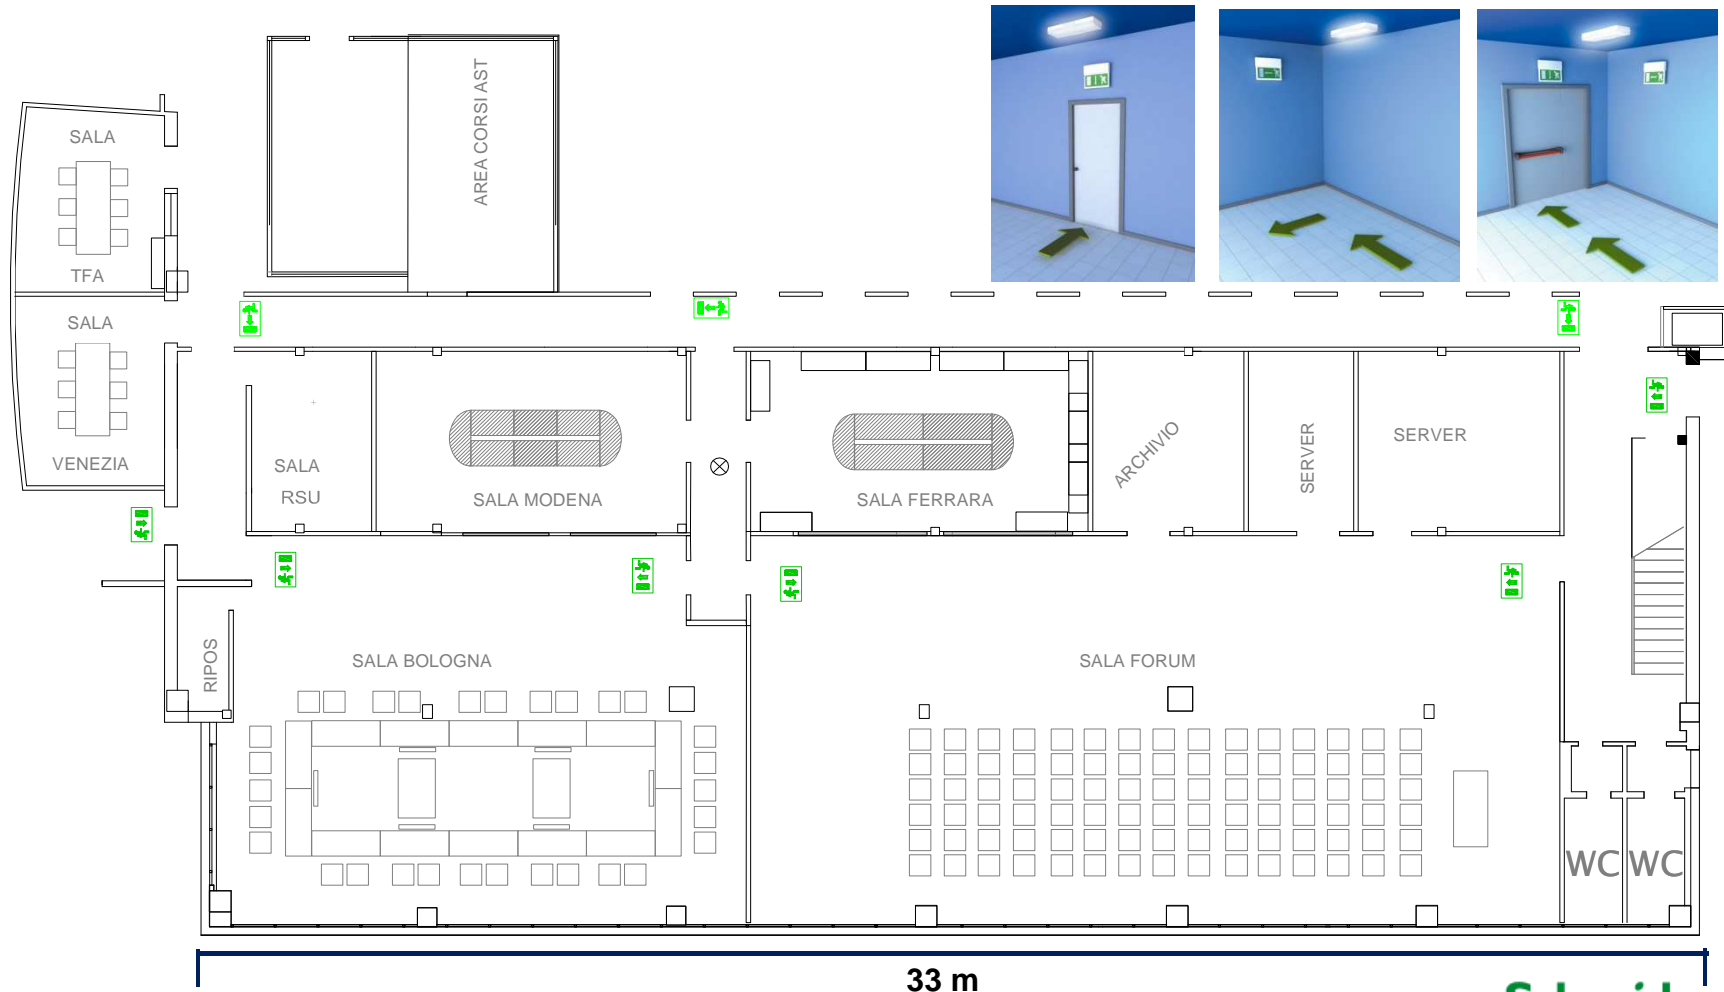 AREA CORSI AST
SALA
TFA
SALA
VENEZIA
SALA
RSU
SALA MODENA
SALA FERRARA
ARCHIVIO
SERVER
SERVER
RIPOS
SALA BOLOGNA
SALA FORUM
WC
WC
33 m